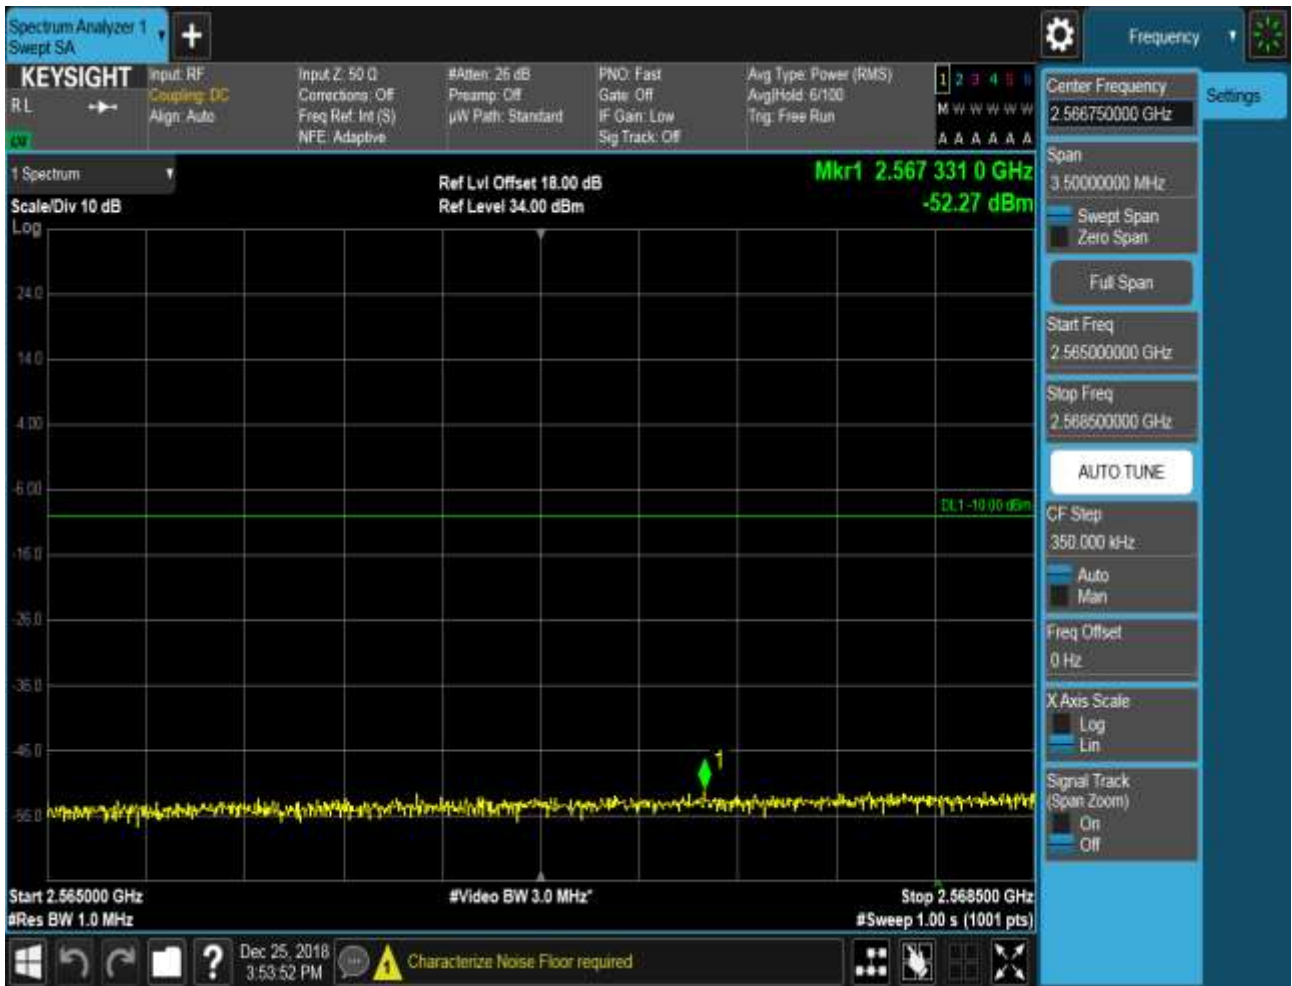 Spectrum Analyzer 1
Swept SA
Frequency
KEYSIGHT
RL
Input: RF
Coupling: DC
Align: Auto
Input Z: 50 Ω
Corrections: Off
Freq Ref: Int (S)
NFE: Adaptive
#Atten: 26 dB
Preamp: Off
µW Path: Standard
PNO: Fast
Gate: Off
IF Gain: Low
Sig Track: Off
Avg Type: Power (RMS)
Avg|Hold: 6/100
Trig: Free Run
1 2 3 4 5 6
M W W W W W
A A A A A A
1 Spectrum
Scale/Div 10 dB
Ref Lvl Offset 18.00 dB
Ref Level 34.00 dBm
Mkr1 2.567 331 0 GHz
-52.27 dBm
Log
24.0
14.0
4.00
-6.00
-16.0
-26.0
-36.0
-46.0
-56.0
DL1 -10.00 dBm
1
Start 2.565000 GHz
#Res BW 1.0 MHz
#Video BW 3.0 MHz*
Stop 2.568500 GHz
#Sweep 1.00 s (1001 pts)
Center Frequency
2.566750000 GHz
Settings
Span
3.50000000 MHz
Swept Span
Zero Span
Full Span
Start Freq
2.565000000 GHz
Stop Freq
2.568500000 GHz
AUTO TUNE
CF Step
350.000 kHz
Auto
Man
Freq Offset
0 Hz
X Axis Scale
Log
Lin
Signal Track
(Span Zoom)
On
Off
?
Dec 25, 2018
3:53:52 PM
1
Characterize Noise Floor required